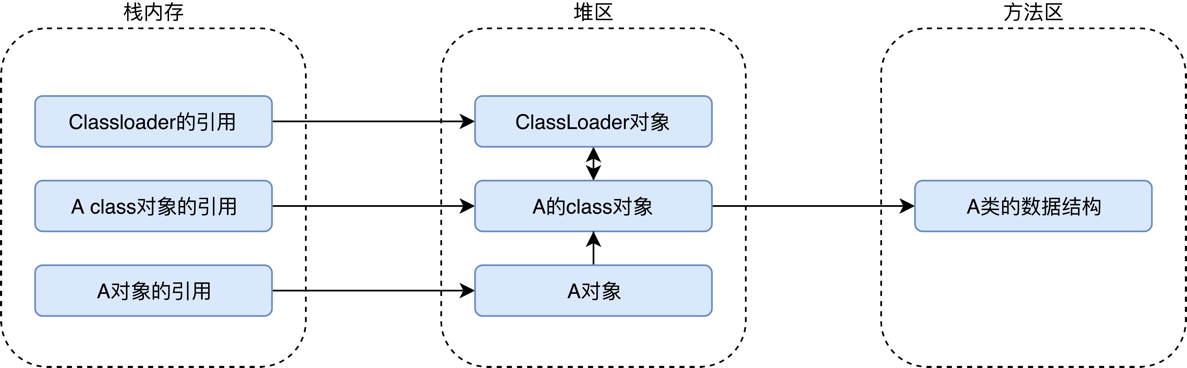 栈内存
堆区
方法区
Classloader的引用
ClassLoader对象
A class对象的引用
A的class对象
A类的数据结构
A对象的引用
A对象